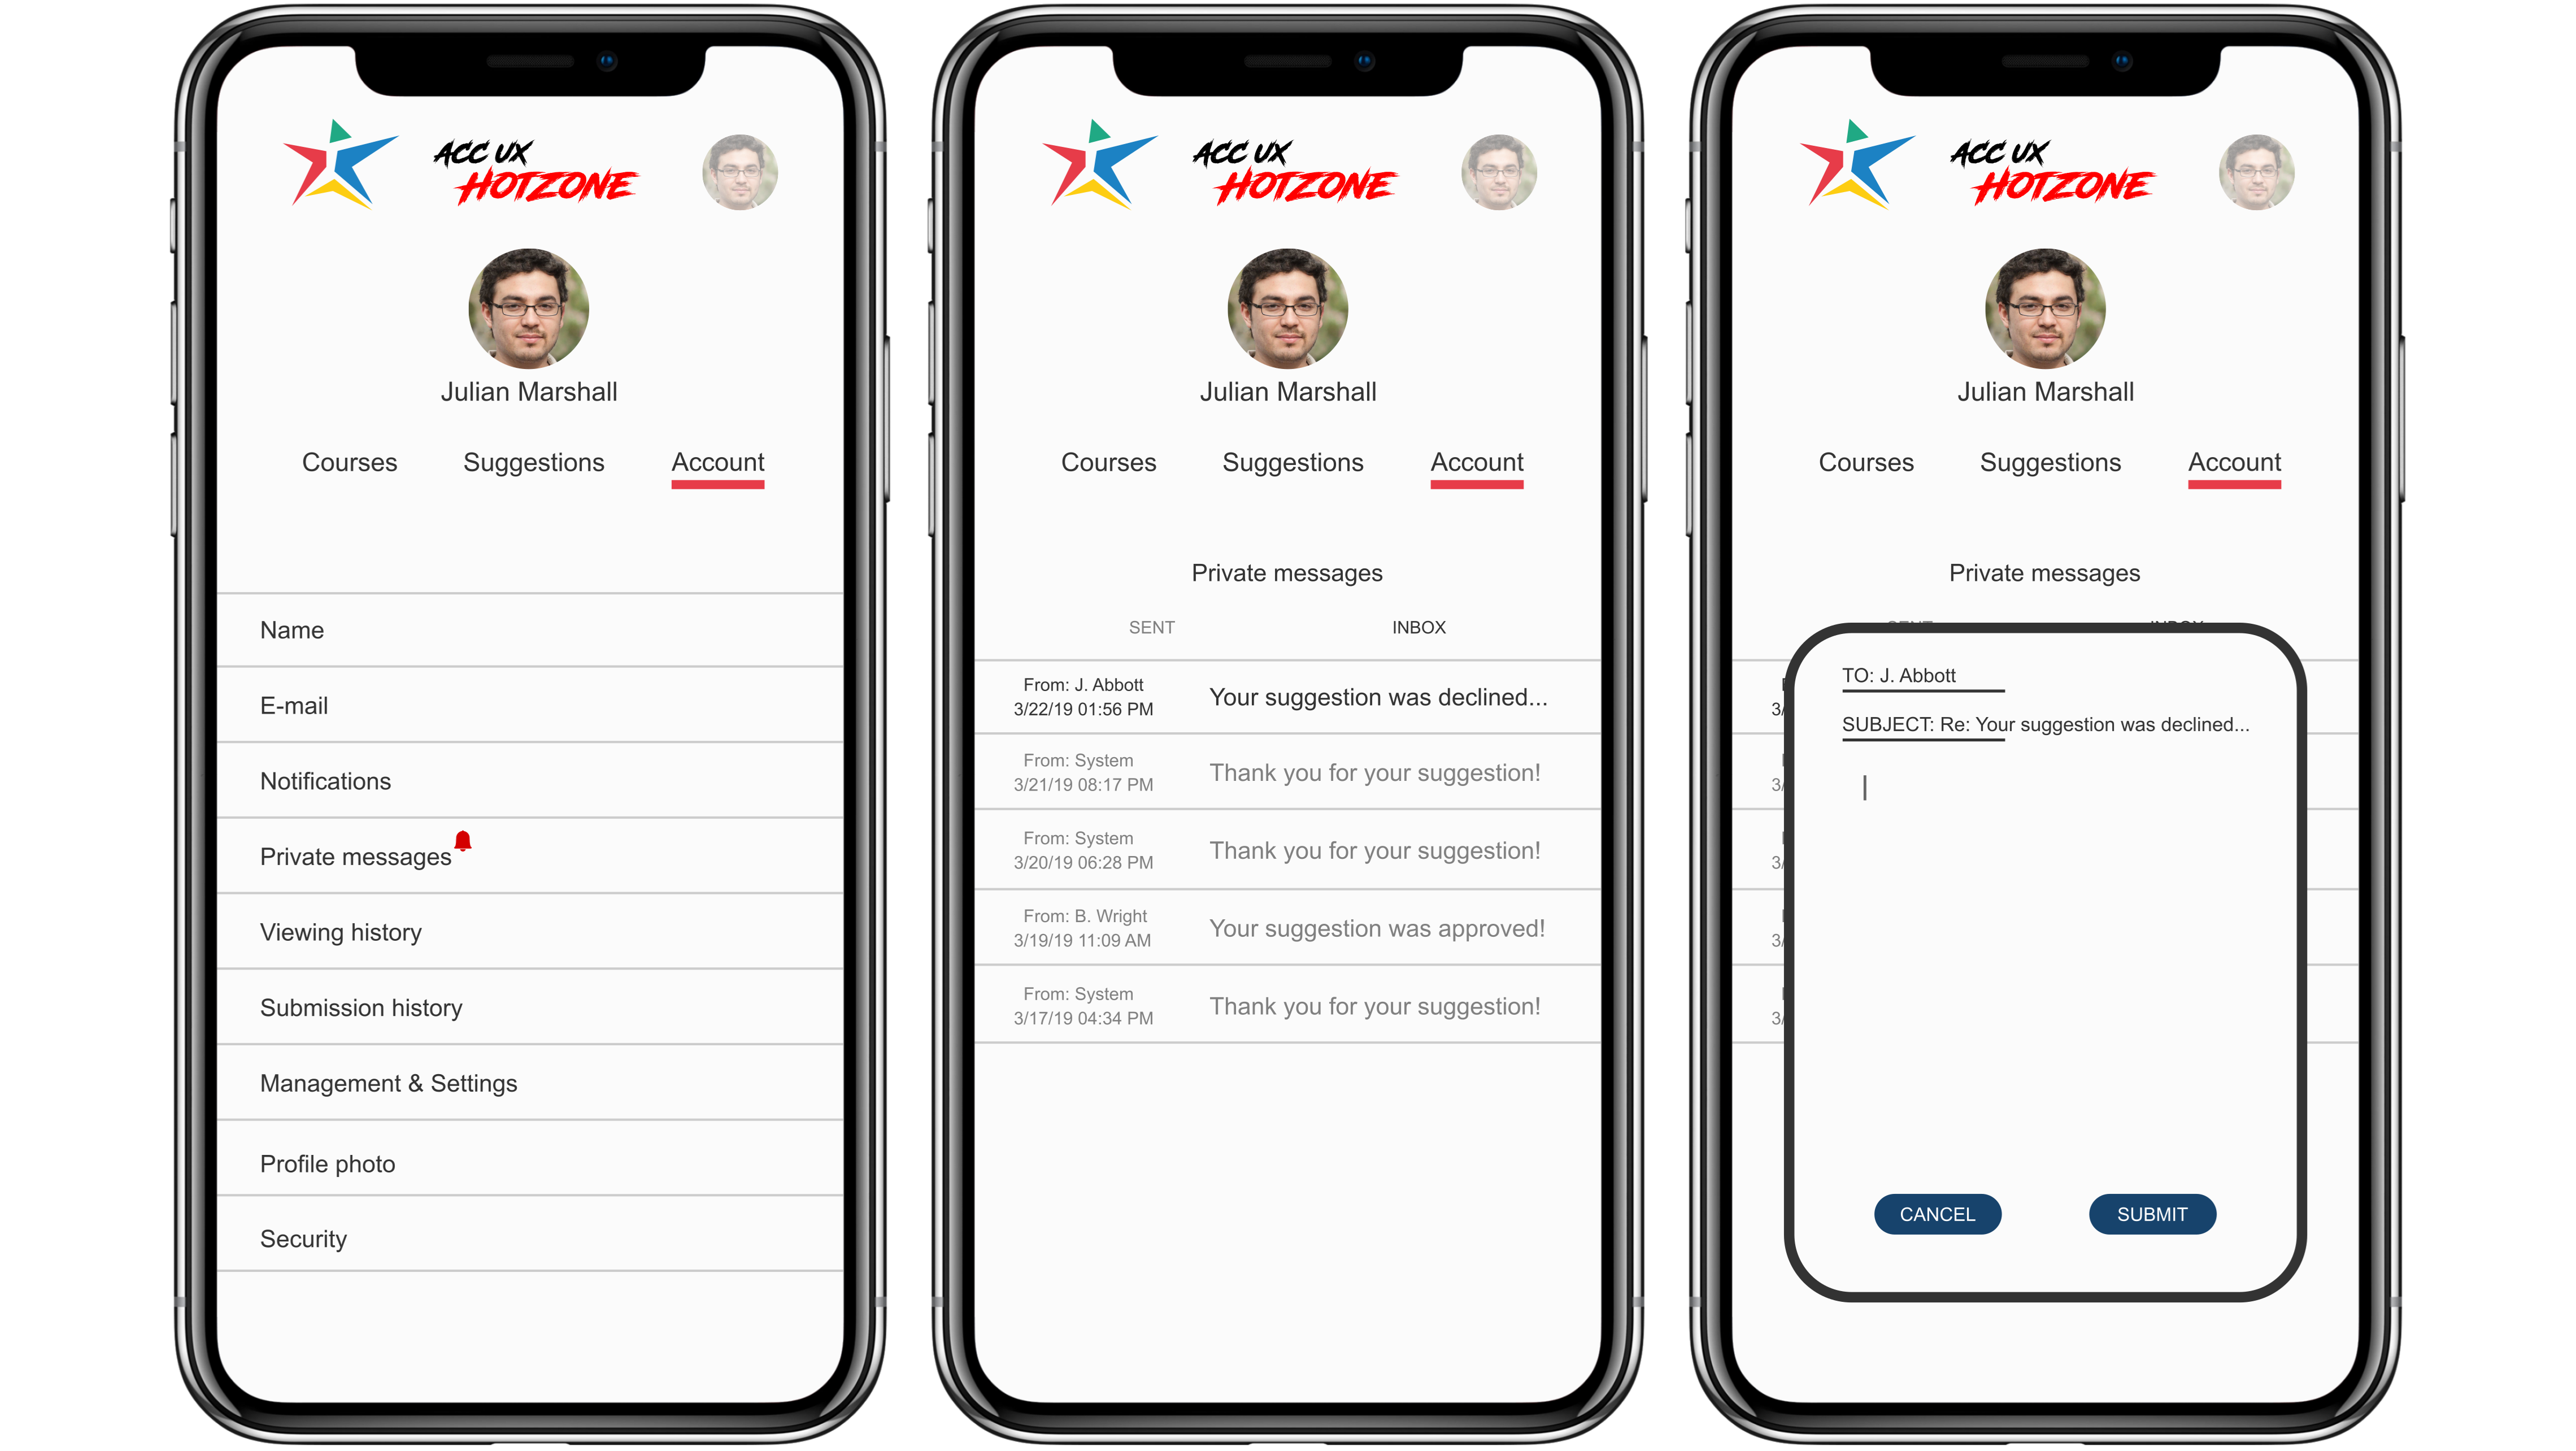 ACC UX
HOTZONE
Julian Marshall
Courses Suggestions Account
Name
E-mail
Notifications
Private messages
Viewing history
Submission history
Management & Settings
Profile photo
Security
ACC UX
HOTZONE
Julian Marshall
Courses Suggestions Account
Private messages
SENT INBOX
From: J. Abbott
3/22/19 01:56 PM
Your suggestion was declined...
From: System
3/21/19 08:17 PM
Thank you for your suggestion!
From: System
3/20/19 06:28 PM
Thank you for your suggestion!
From: B. Wright
3/19/19 11:09 AM
Your suggestion was approved!
From: System
3/17/19 04:34 PM
Thank you for your suggestion!
ACC UX
HOTZONE
Julian Marshall
Courses Suggestions Account
Private messages
TO: J. Abbott
SUBJECT: Re: Your suggestion was declined...
3/
3/
3/
3/
3/
CANCEL SUBMIT